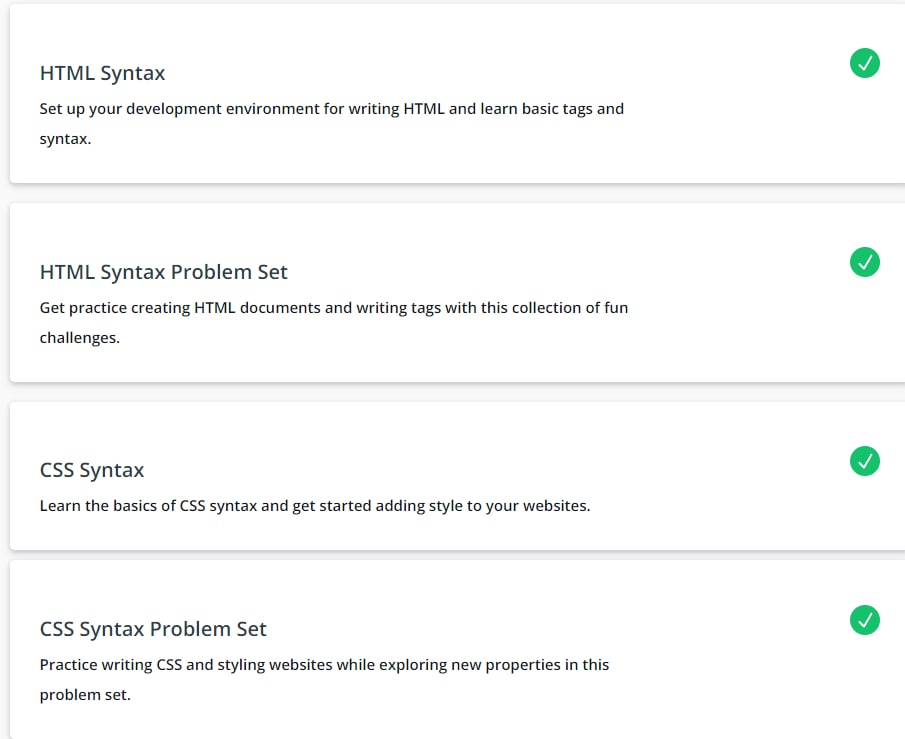 HTML Syntax
Set up your development environment for writing HTML and learn basic tags and
syntax.
HTML Syntax Problem Set
Get practice creating HTML documents and writing tags with this collection of fun
challenges.
CSS Syntax
Learn the basics of CSS syntax and get started adding style to your websites.
CSS Syntax Problem Set
Practice writing CSS and styling websites while exploring new properties in this
problem set.